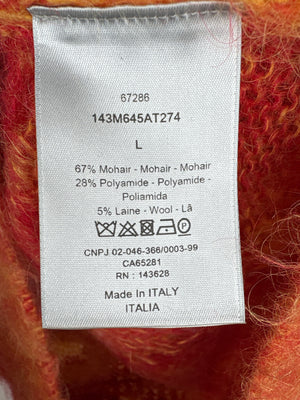 67286
143M645AT274
L
67% Mohair - Mohair - Mohair
28% Polyamide - Polyamide -
Poliamida
5% Laine - Wool - Lâ
CNPJ 02-046-366/0003-99
CA65281
RN : 143628
Made In ITALY
ITALIA